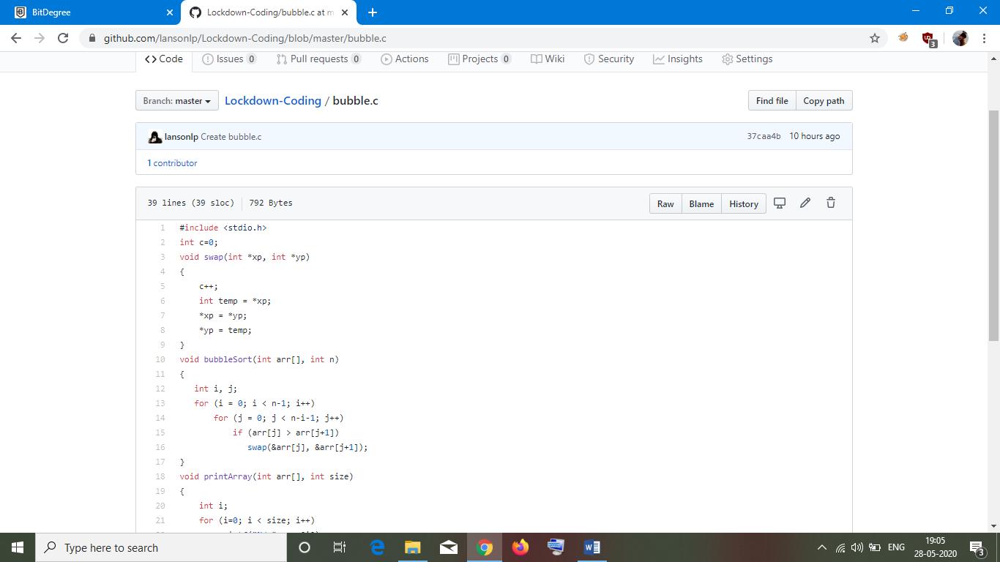 BitDegree
Lockdown-Coding/bubble.c at m
github.com/lansonlp/Lockdown-Coding/blob/master/bubble.c
3
Code Issues 0 Pull requests 0 Actions Projects 0 Wiki Security Insights Settings
Branch: master Lockdown-Coding / bubble.c Find file Copy path
lansonlp Create bubble.c 37caa4b 10 hours ago
1 contributor
39 lines (39 sloc) 792 Bytes Raw Blame History
1 #include <stdio.h>
2 int c=0;
3 void swap(int *xp, int *yp)
4 {
5 c++;
6 int temp = *xp;
7 *xp = *yp;
8 *yp = temp;
9 }
10 void bubbleSort(int arr[], int n)
11 {
12 int i, j;
13 for (i = 0; i < n-1; i++)
14 for (j = 0; j < n-i-1; j++)
15 if (arr[j] > arr[j+1])
16 swap(&arr[j], &arr[j+1]);
17 }
18 void printArray(int arr[], int size)
19 {
20 int i;
21 for (i=0; i < size; i++)
Type here to search
ENG
19:05
28-05-2020
3